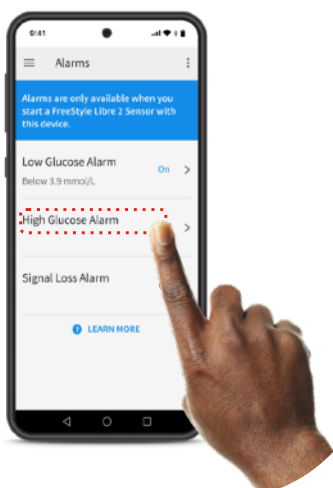 9:41
Alarms
Alarms are only available when you
start a FreeStyle Libre 2 Sensor with
this device.
Low Glucose Alarm
On
Below 3.9 mmol/L
High Glucose Alarm
Signal Loss Alarm
? LEARN MORE